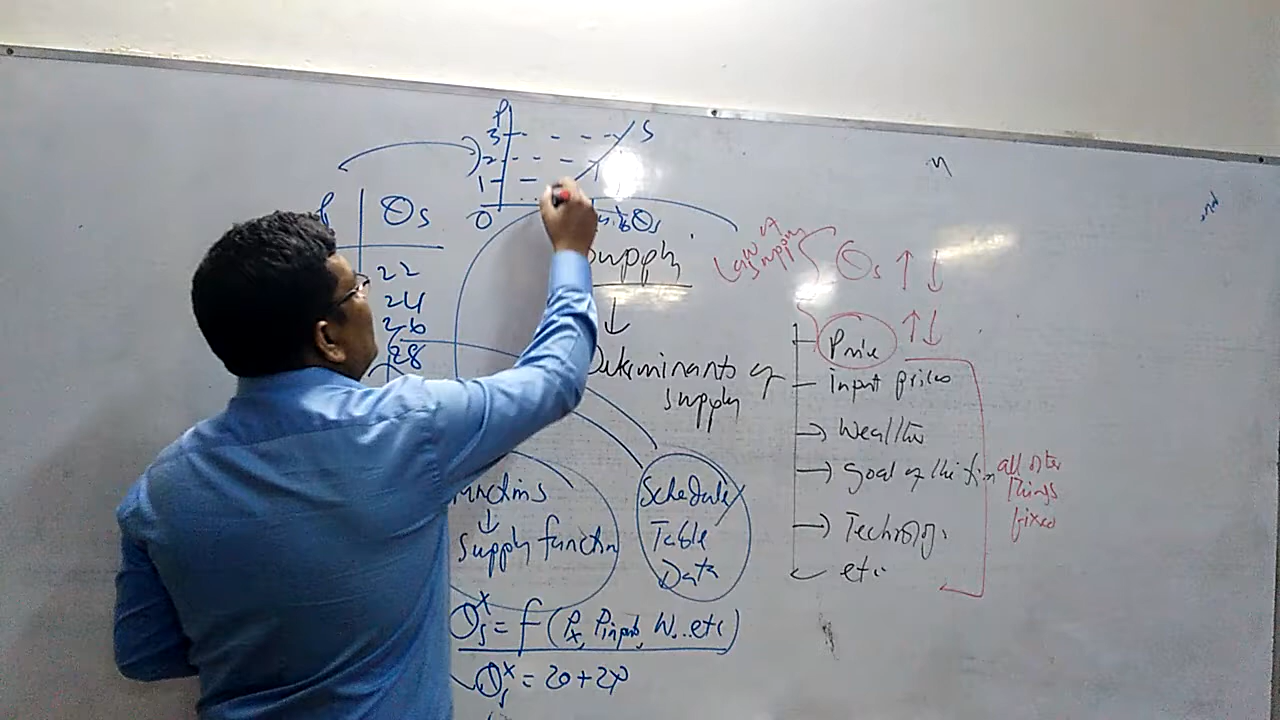 P
3 S
2
1
0 Qs
P Qs
22
24
26
28
Supply
Determinants of
supply
Law of
supply
Qs ↑ ↓
Price ↑ ↓
Input prices
Wealth
Goal of the firm
Technology
etc
all other
things
fixed
unctions
↓
Supply function
Schedule
Table
Data
Qsˣ = f (Px, Pinput, W...etc)
Qsˣ = 20+2P